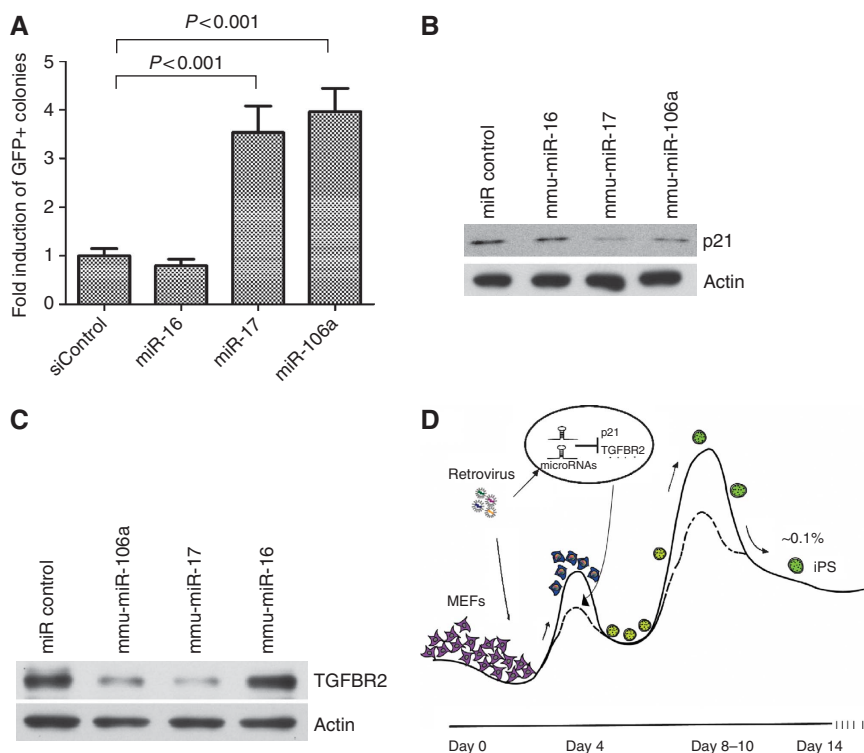 A
P<0.001
P<0.001
Fold induction of GFP+ colonies
5
4
3
2
1
0
siControl
miR-16
miR-17
miR-106a
B
miR control
mmu-miR-16
mmu-miR-17
mmu-miR-106a
p21
Actin
C
miR control
mmu-miR-106a
mmu-miR-17
mmu-miR-16
TGFBR2
Actin
D
p21
TGFBR2
. . . .
microRNAs
Retrovirus
MEFs
~0.1%
iPS
Day 0
Day 4
Day 8–10
Day 14